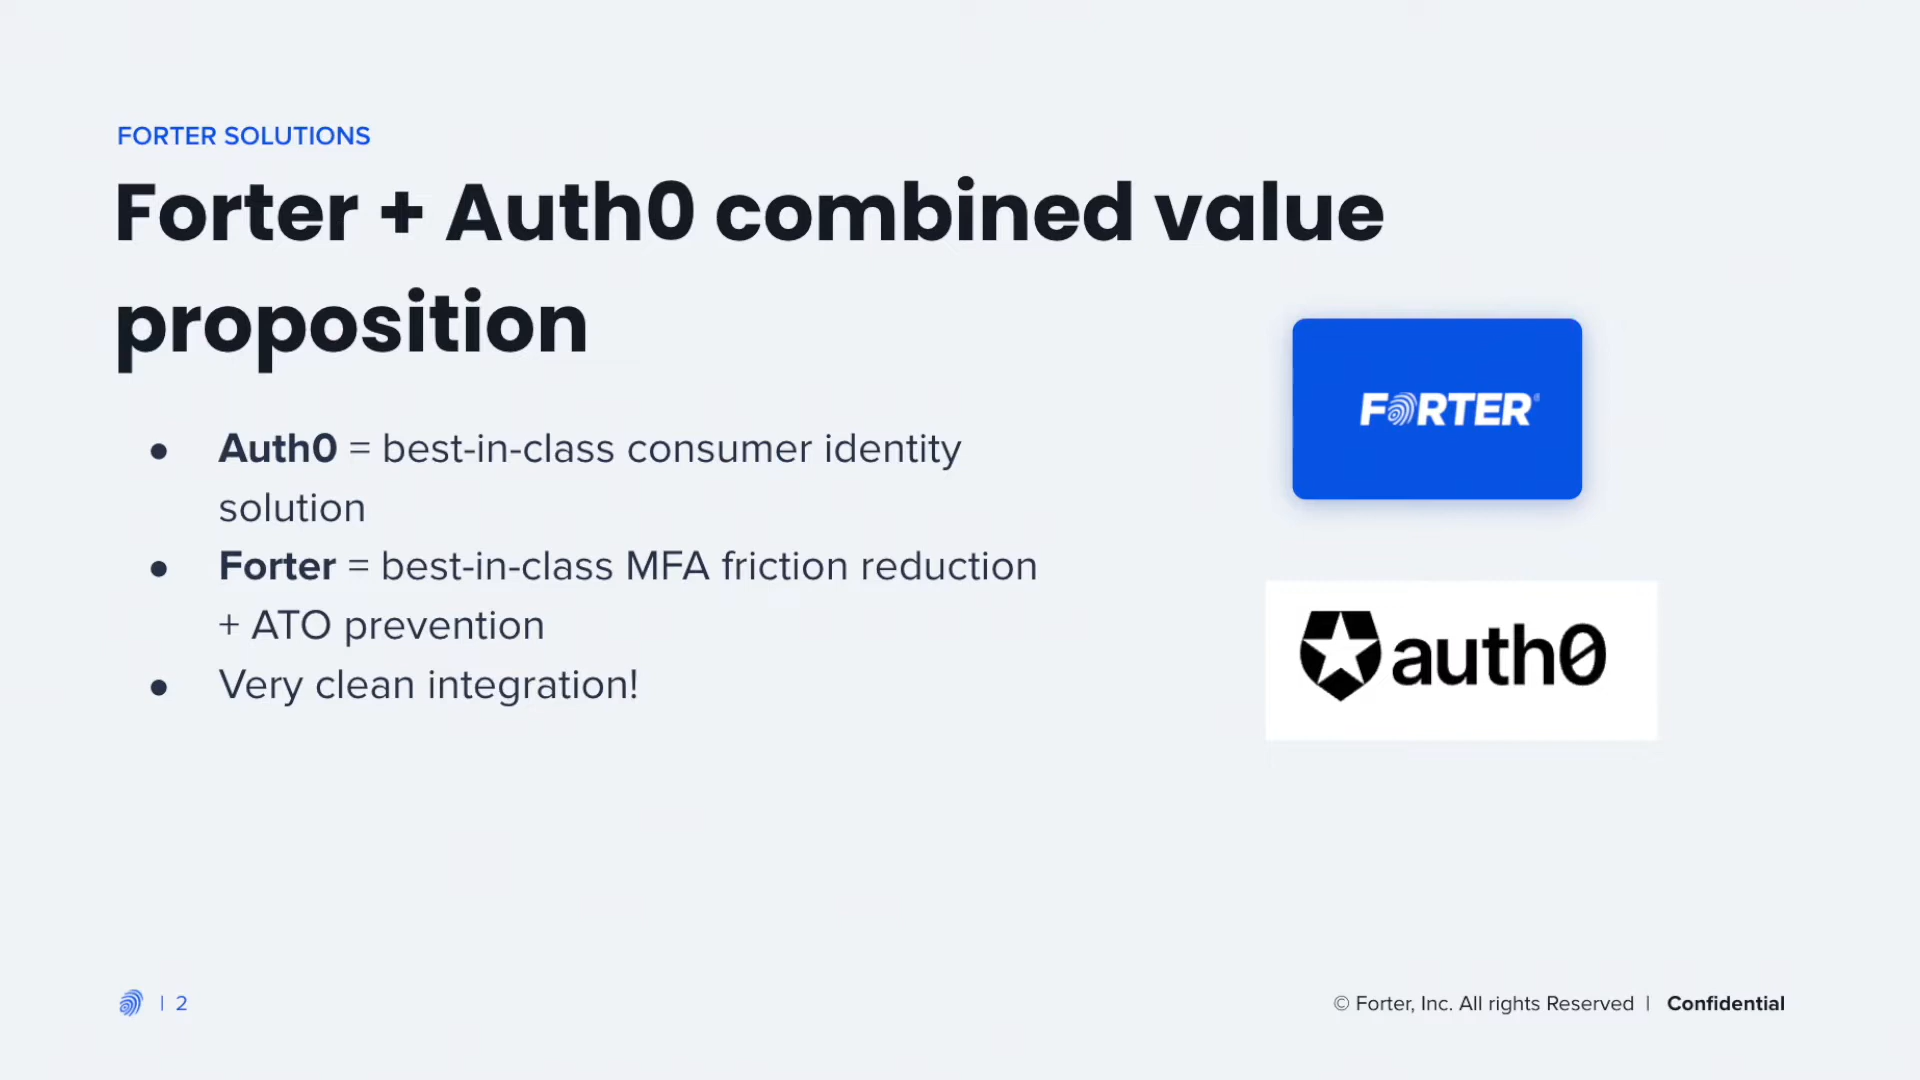 FORTER SOLUTIONS
Forter + Auth0 combined value
proposition
● Auth0 = best-in-class consumer identity
solution
● Forter = best-in-class MFA friction reduction
+ ATO prevention
● Very clean integration!
FORTER®
auth0
| 2
© Forter, Inc. All rights Reserved | Confidential